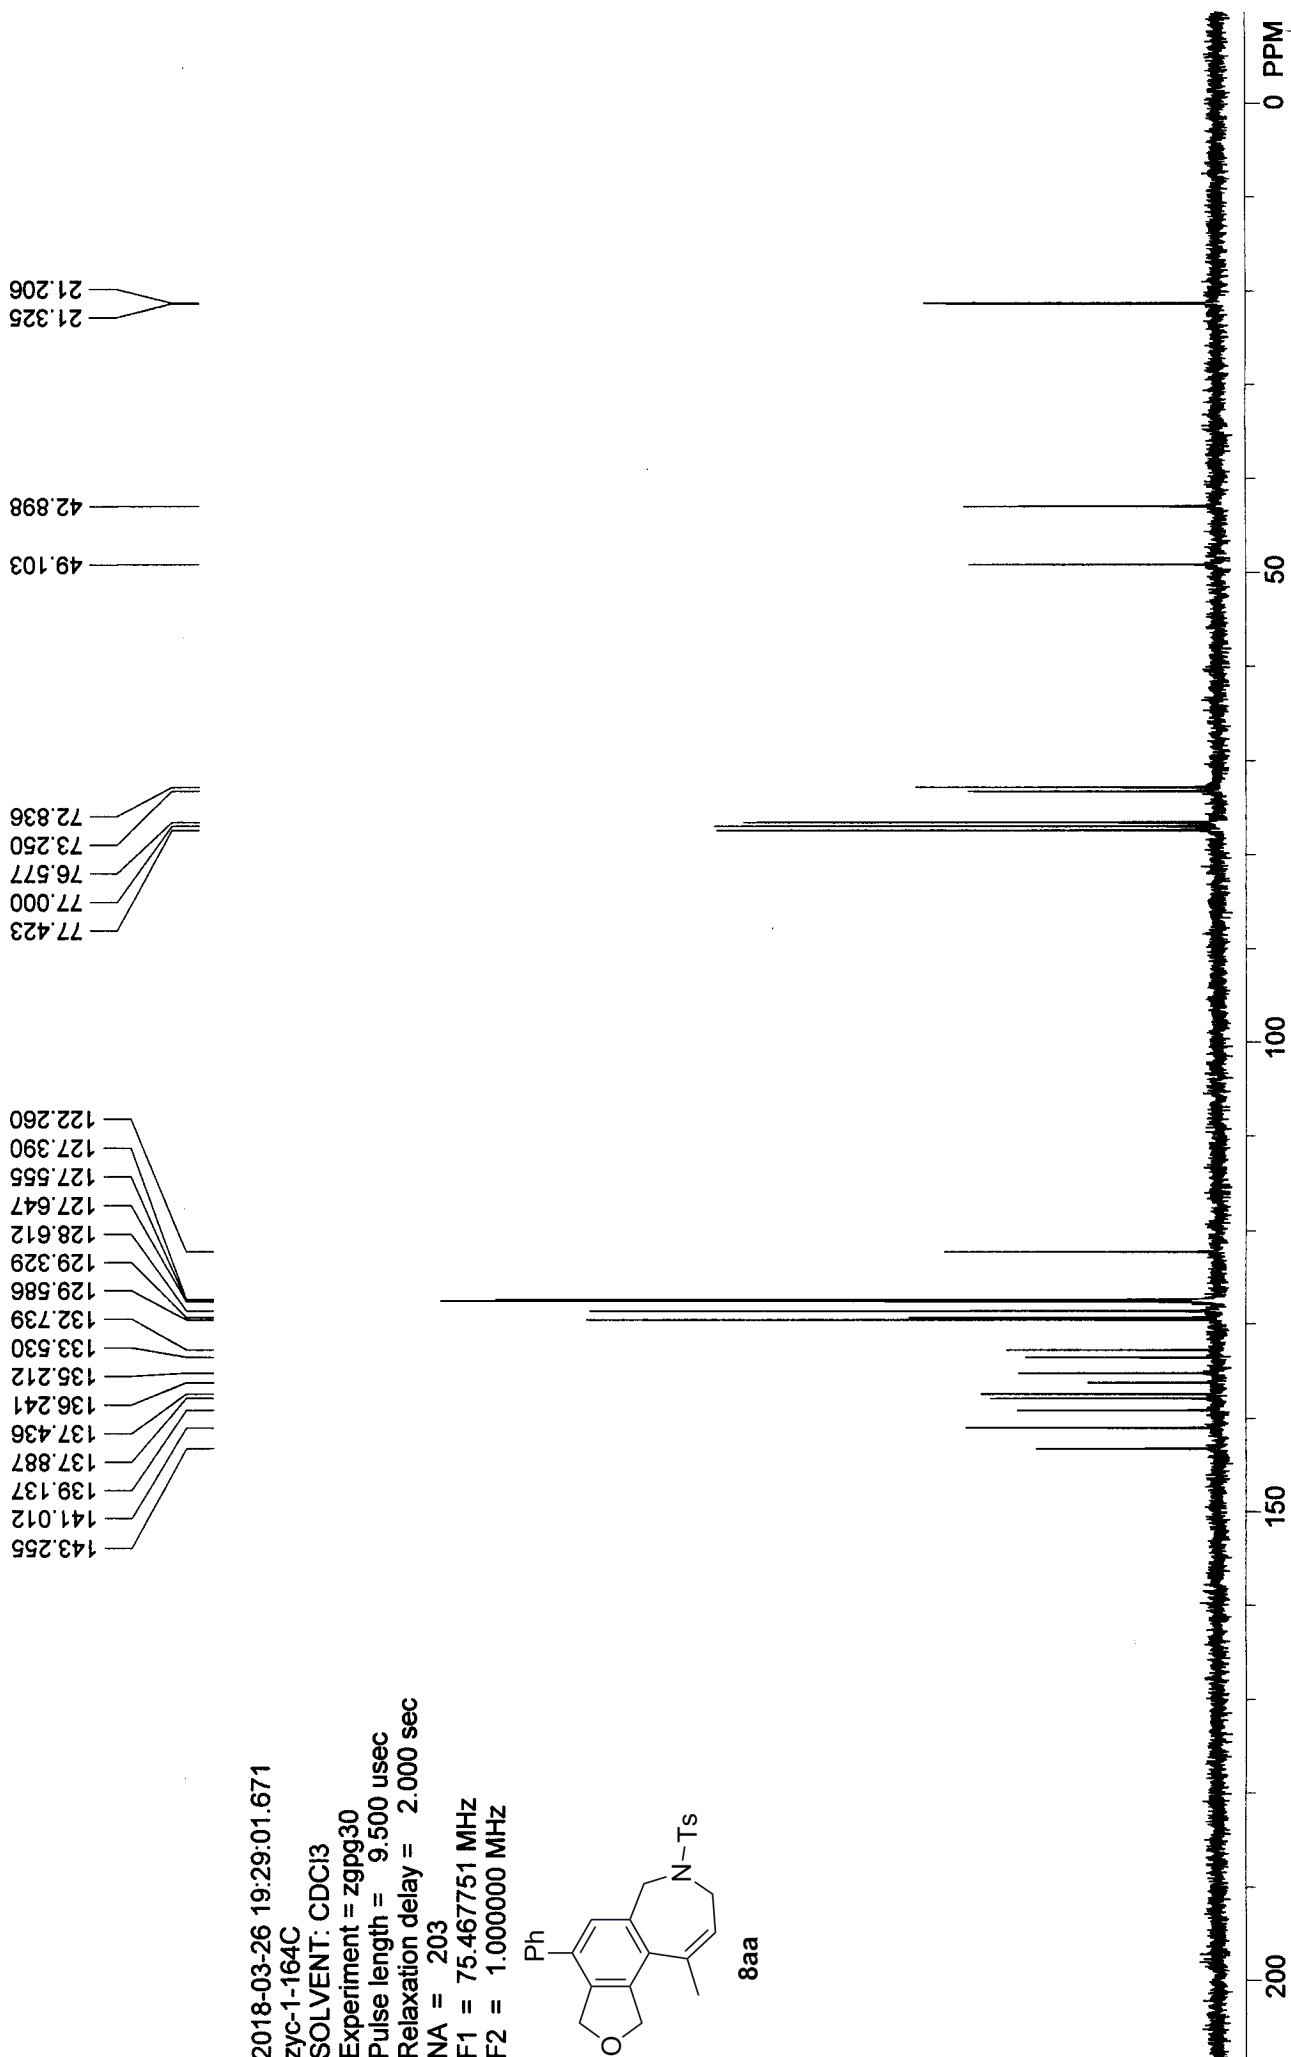 2018-03-26 19:29:01.671
zyc-1-164C
SOLVENT: CDCl3
Experiment = zgpg30
Pulse length = 9.500 usec
Relaxation delay = 2.000 sec
NA = 203
F1 = 75.467751 MHz
F2 = 1.000000 MHz
Ph
N-Ts
O
8aa
143.255
141.012
139.137
137.887
137.436
136.241
135.212
133.530
132.739
129.586
129.329
128.612
127.647
127.555
127.390
122.260
77.423
77.000
76.577
73.250
72.836
49.103
42.898
21.325
21.206
200
150
100
50
0 PPM